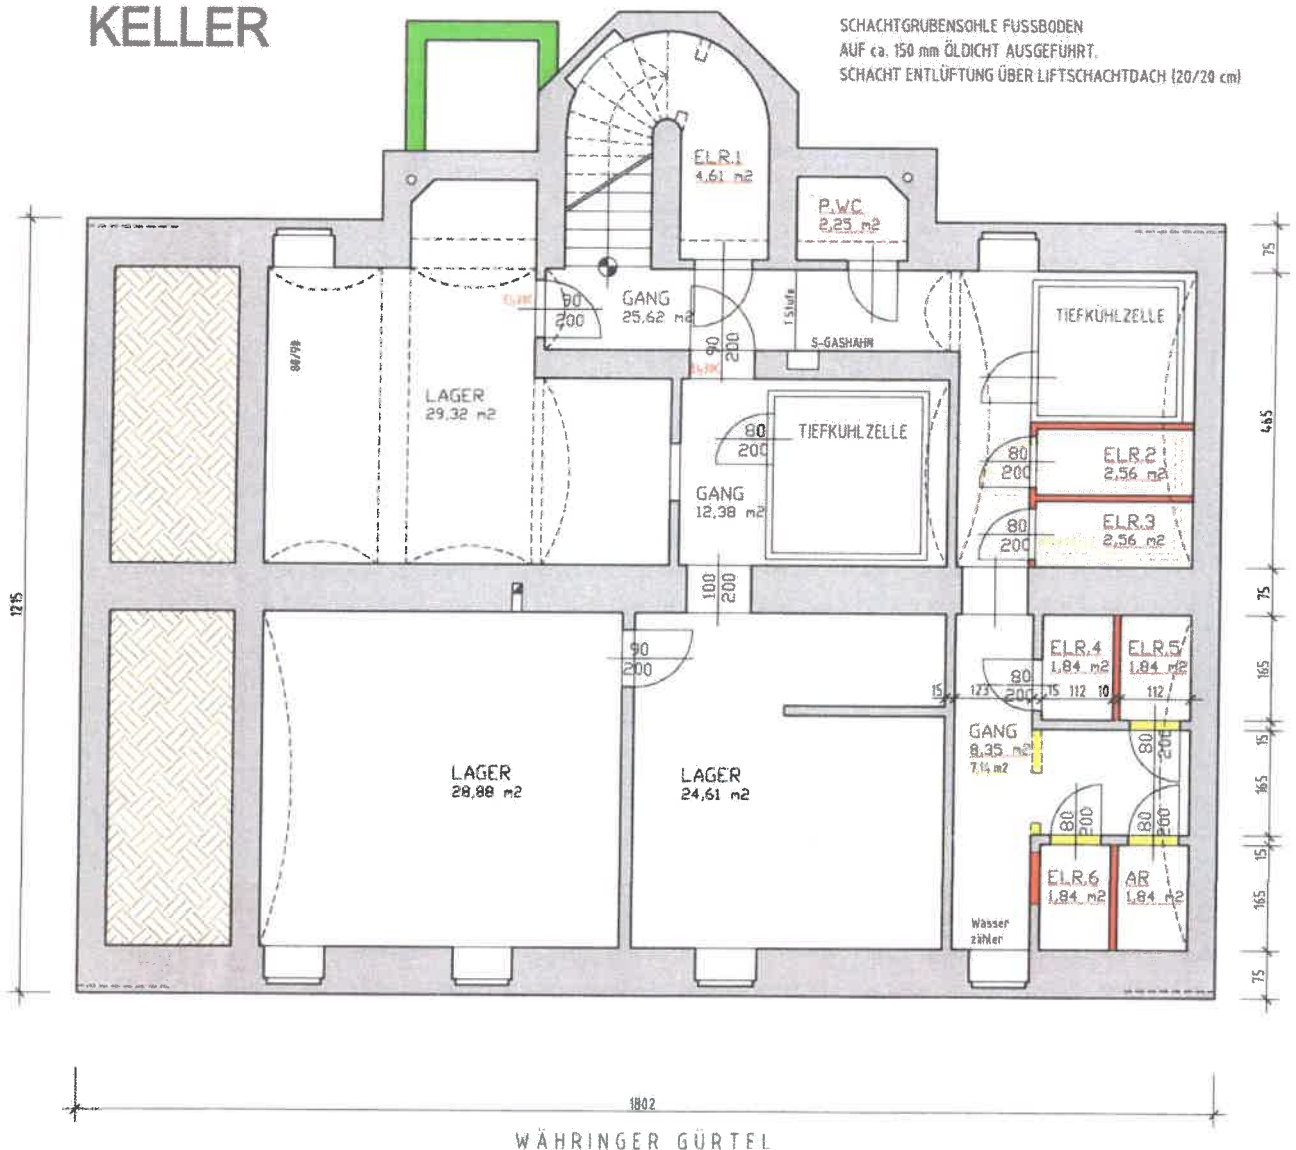 KELLER
SCHACHTGRUBENSOHLE FUSSBODEN
AUF ca. 150 mm ÖLDICHT AUSGEFÜHRT.
SCHACHT ENTLÜFTUNG ÜBER LIFTSCHACHTDACH (20/20 cm)
ELR.1
4,61 m2
P.WC
2,25 m2
75
GANG
25,62 m2
90
200
1 Stufe
S-GASHAHN
90
200
TIEFKÜHLZELLE
80/90
LAGER
29,32 m2
80
200
TIEFKÜHLZELLE
465
80
200
ELR.2
2,56 m2
GANG
12,38 m2
80
200
ELR.3
2,56 m2
100
200
75
1215
90
200
ELR.4
1,84 m2
ELR.5
1,84 m2
165
80
200
15
123
15
112
10
112
GANG
8,35 m2
7,14 m2
80
200
15
165
LAGER
28,88 m2
LAGER
24,61 m2
80
200
80
200
15
ELR.6
1,84 m2
AR
1,84 m2
165
Wasser
zähler
75
1802
WÄHRINGER GÜRTEL